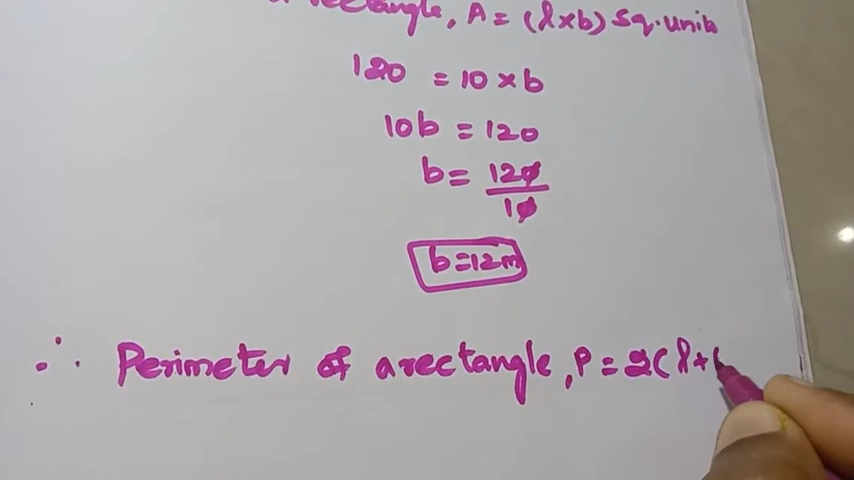 a rectangle, A = (l×b) Sq.units
120 = 10 × b
10b = 120
b = 120
10
b=12m
∴ Perimeter of a rectangle, P = 2( l+